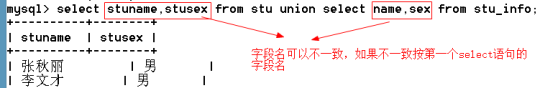 mysql> select stuname,stusex from stu union select name,sex from stu_info;
+-----------+---------+
| stuname | stusex |
+-----------+---------+
字段名可以不一致，如果不一致按第一个select语句的
字段名
| 张秋丽 | 男 |
| 李文才 | 男 |